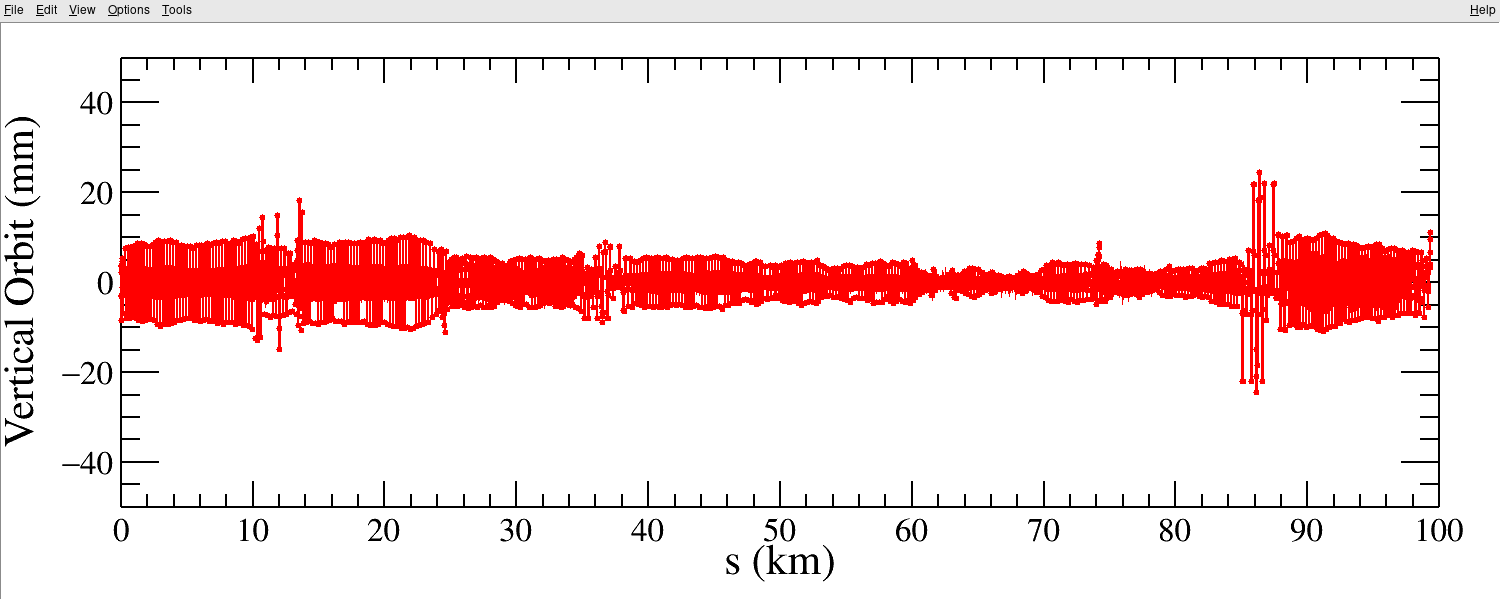 File Edit View Options Tools Help
Vertical Orbit (mm)
40
20
0
−20
−40
0 10 20 30 40 50 60 70 80 90 100
s (km)